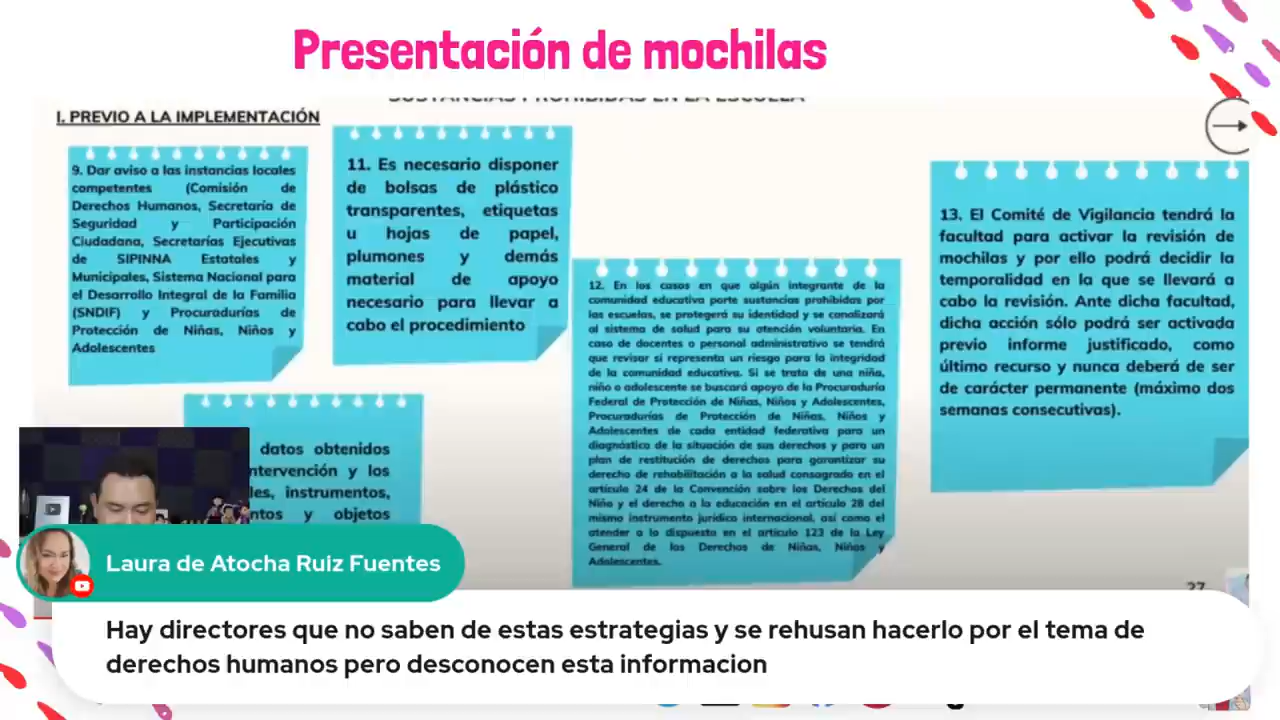 Presentación de mochilas
SUSTANCIAS PROHIBIDAS EN LA ESCUELA
I. PREVIO A LA IMPLEMENTACIÓN
9. Dar aviso a las instancias locales
competentes (Comisión de
Derechos Humanos, Secretaría de
Seguridad y Participación
Ciudadana, Secretarías Ejecutivas
de SIPINNA Estatales y
Municipales, Sistema Nacional para
el Desarrollo Integral de la Familia
(SNDIF) y Procuradurías de
Protección de Niñas, Niños y
Adolescentes
11. Es necesario disponer
de bolsas de plástico
transparentes, etiquetas
u hojas de papel,
plumones y demás
material de apoyo
necesario para llevar a
cabo el procedimiento
12. En los casos en que algún integrante de la
comunidad educativa porte sustancias prohibidas por
las escuelas, se protegerá su identidad y se canalizará
al sistema de salud para su atención voluntaria. En
caso de docentes o personal administrativo se tendrá
que revisar si representa un riesgo para la integridad
de la comunidad educativa. Si se trata de una niña,
niño o adolescente se buscará apoyo de la Procuraduría
Federal de Protección de Niñas, Niños y Adolescentes,
Procuradurías de Protección de Niñas, Niños y
Adolescentes de cada entidad federativa para un
diagnóstico de la situación de sus derechos y para un
plan de restitución de derechos para garantizar su
derecho de rehabilitación a la salud consagrado en el
artículo 24 de la Convención sobre los Derechos del
Niño y el derecho a la educación en el artículo 28 del
mismo instrumento jurídico internacional, así como el
atender a lo dispuesto en el artículo 123 de la Ley
General de los Derechos de Niñas, Niños y
Adolescentes.
13. El Comité de Vigilancia tendrá la
facultad para activar la revisión de
mochilas y por ello podrá decidir la
temporalidad en la que se llevará a
cabo la revisión. Ante dicha facultad,
dicha acción sólo podrá ser activada
previo informe justificado, como
último recurso y nunca deberá de ser
de carácter permanente (máximo dos
semanas consecutivas).
datos obtenidos
ntervención y los
les, instrumentos,
ntos y objetos
27
Laura de Atocha Ruiz Fuentes
Hay directores que no saben de estas estrategias y se rehusan hacerlo por el tema de
derechos humanos pero desconocen esta informacion